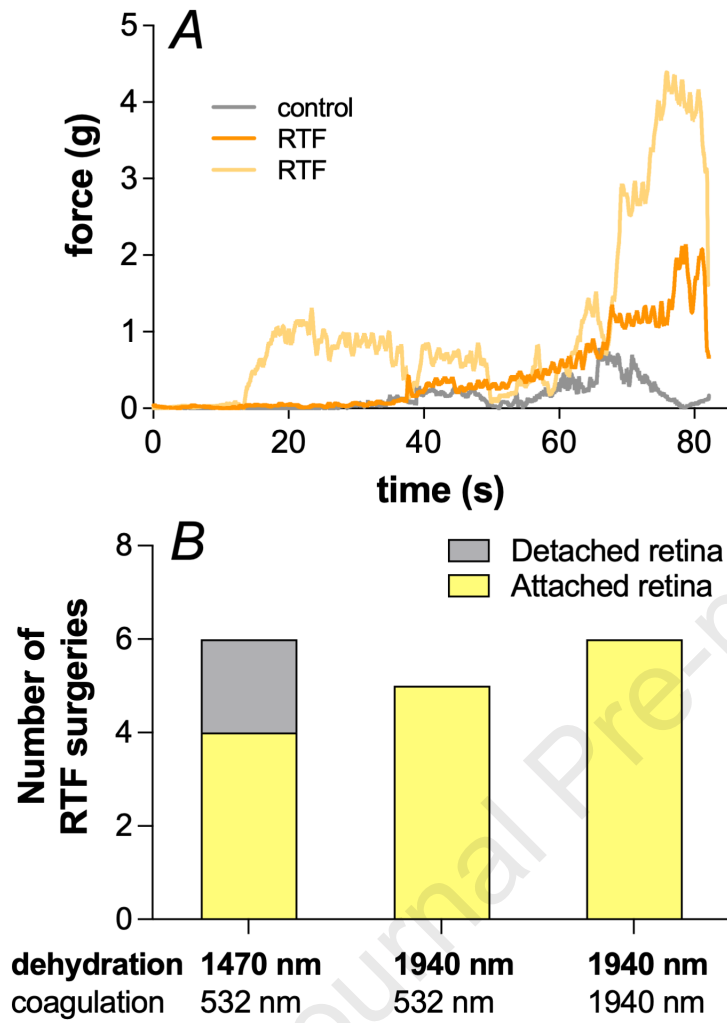 A
5
4
3
2
1
0
force (g)
control
RTF
RTF
0 20 40 60 80
time (s)
B
8
6
4
2
0
Number of
RTF surgeries
Detached retina
Attached retina
dehydration 1470 nm 1940 nm 1940 nm
coagulation 532 nm 532 nm 1940 nm
Journal Pre-